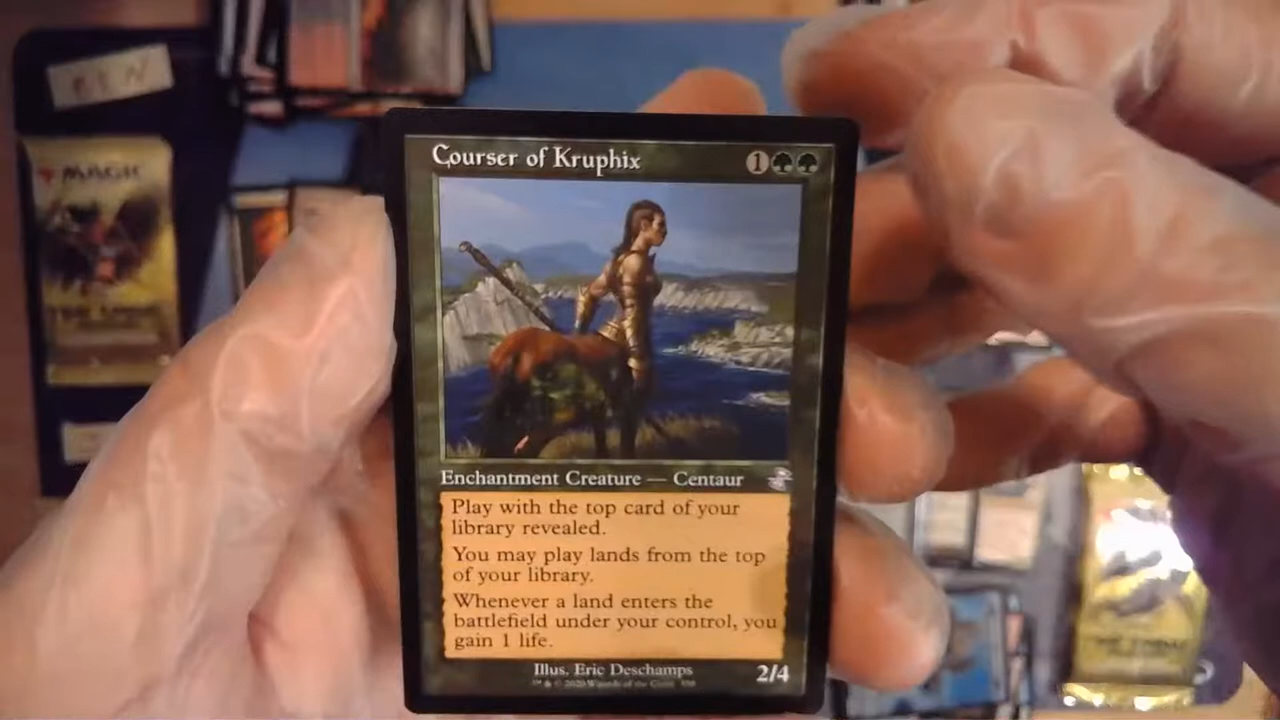 MAGIC
Courser of Kruphix 1
Enchantment Creature — Centaur
Play with the top card of your
library revealed.
You may play lands from the top
of your library.
Whenever a land enters the
battlefield under your control, you
gain 1 life.
Illus. Eric Deschamps
2/4